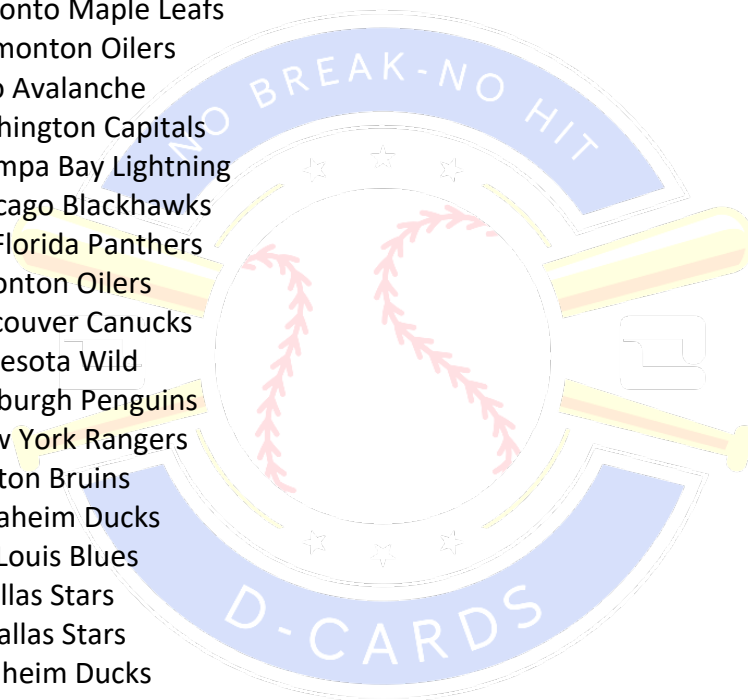 onto Maple Leafs
monton Oilers
o Avalanche
hington Capitals
mpa Bay Lightning
cago Blackhawks
Florida Panthers
onton Oilers
couver Canucks
esota Wild
burgh Penguins
w York Rangers
ton Bruins
aheim Ducks
Louis Blues
llas Stars
allas Stars
heim Ducks
NO BREAK-NO HIT
D-CARDS